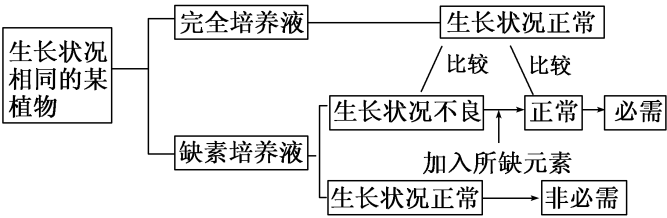 生长状况
相同的某
植物
完全培养液
生长状况正常
比较
比较
缺素培养液
生长状况不良
正常
必需
加入所缺元素
生长状况正常
非必需